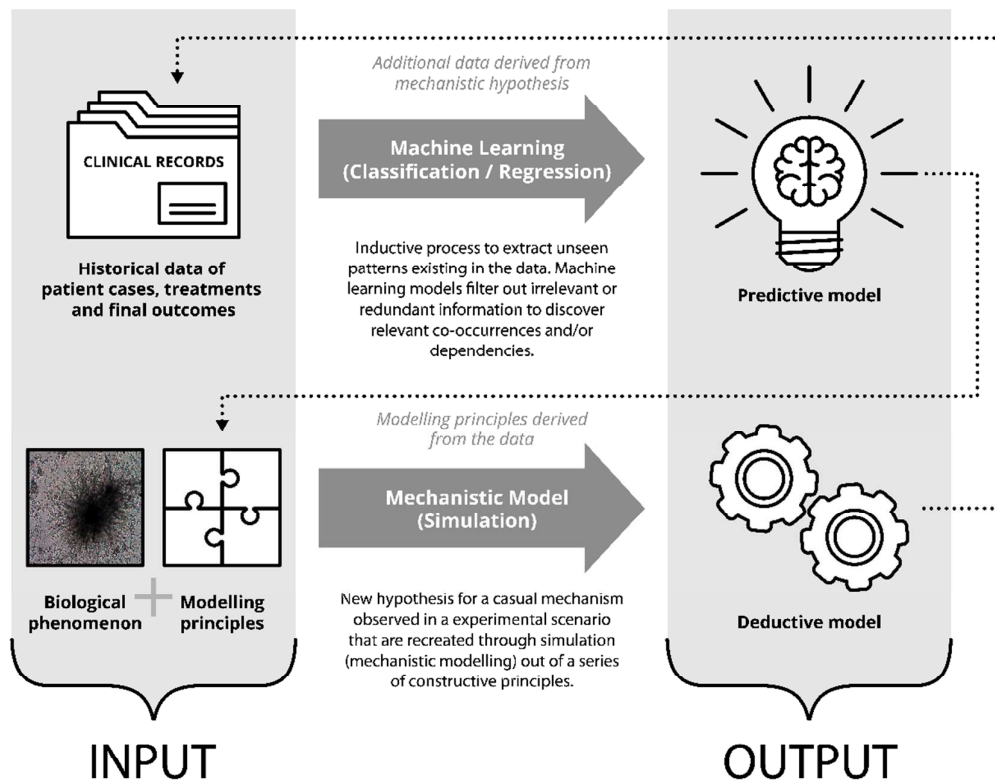 Additional data derived from
mechanistic hypothesis
CLINICAL RECORDS
Machine Learning
(Classification / Regression)
Historical data of
patient cases, treatments
and final outcomes
Inductive process to extract unseen
patterns existing in the data. Machine
learning models filter out irrelevant or
redundant information to discover
relevant co-occurrences and/or
dependencies.
Predictive model
Modelling principles derived
from the data
Mechanistic Model
(Simulation)
Biological
phenomenon
+
Modelling
principles
New hypothesis for a casual mechanism
observed in a experimental scenario
that are recreated through simulation
(mechanistic modelling) out of a series
of constructive principles.
Deductive model
INPUT
OUTPUT